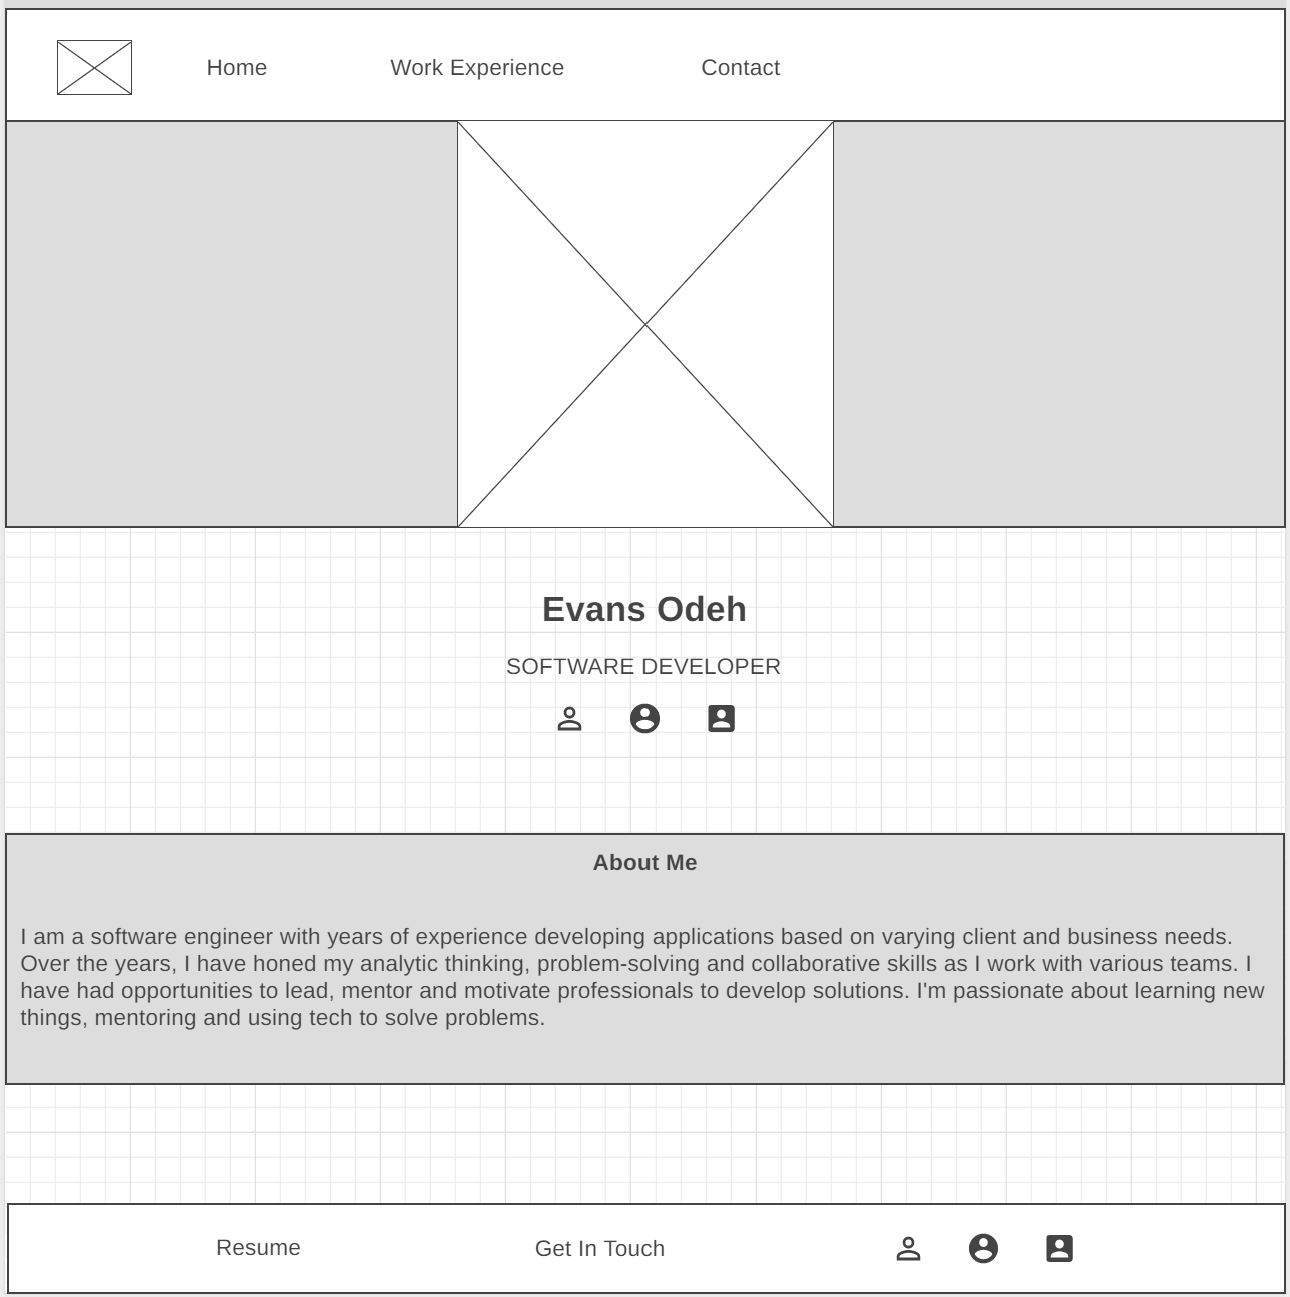 Home Work Experience Contact
Evans Odeh
SOFTWARE DEVELOPER
About Me
I am a software engineer with years of experience developing applications based on varying client and business needs.
Over the years, I have honed my analytic thinking, problem-solving and collaborative skills as I work with various teams. I
have had opportunities to lead, mentor and motivate professionals to develop solutions. I'm passionate about learning new
things, mentoring and using tech to solve problems.
Resume Get In Touch